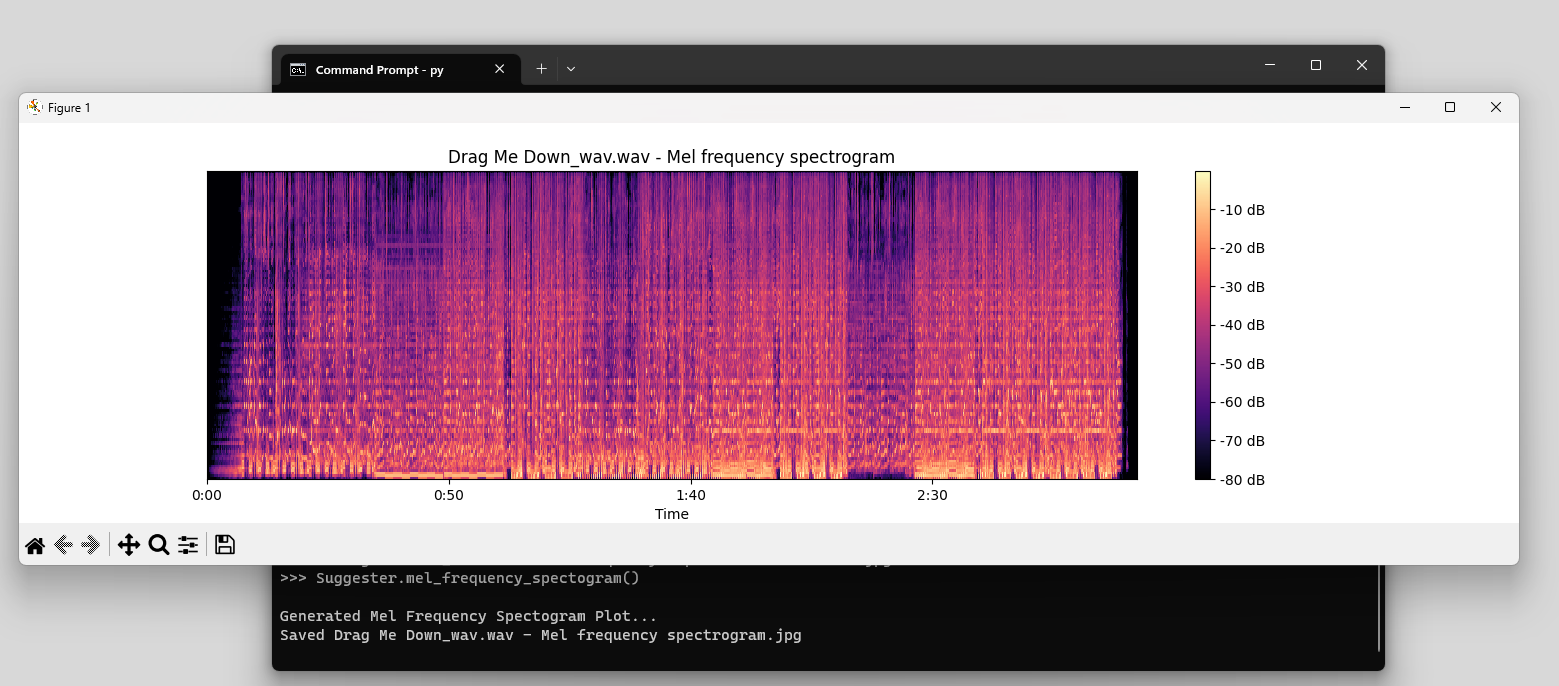 Command Prompt - py
Figure 1
Drag Me Down_wav.wav - Mel frequency spectrogram
-10 dB
-20 dB
-30 dB
-40 dB
-50 dB
-60 dB
-70 dB
-80 dB
0:00 0:50 1:40 2:30
Time
>>> Suggester.mel_frequency_spectogram()
Generated Mel Frequency Spectogram Plot...
Saved Drag Me Down_wav.wav - Mel frequency spectrogram.jpg